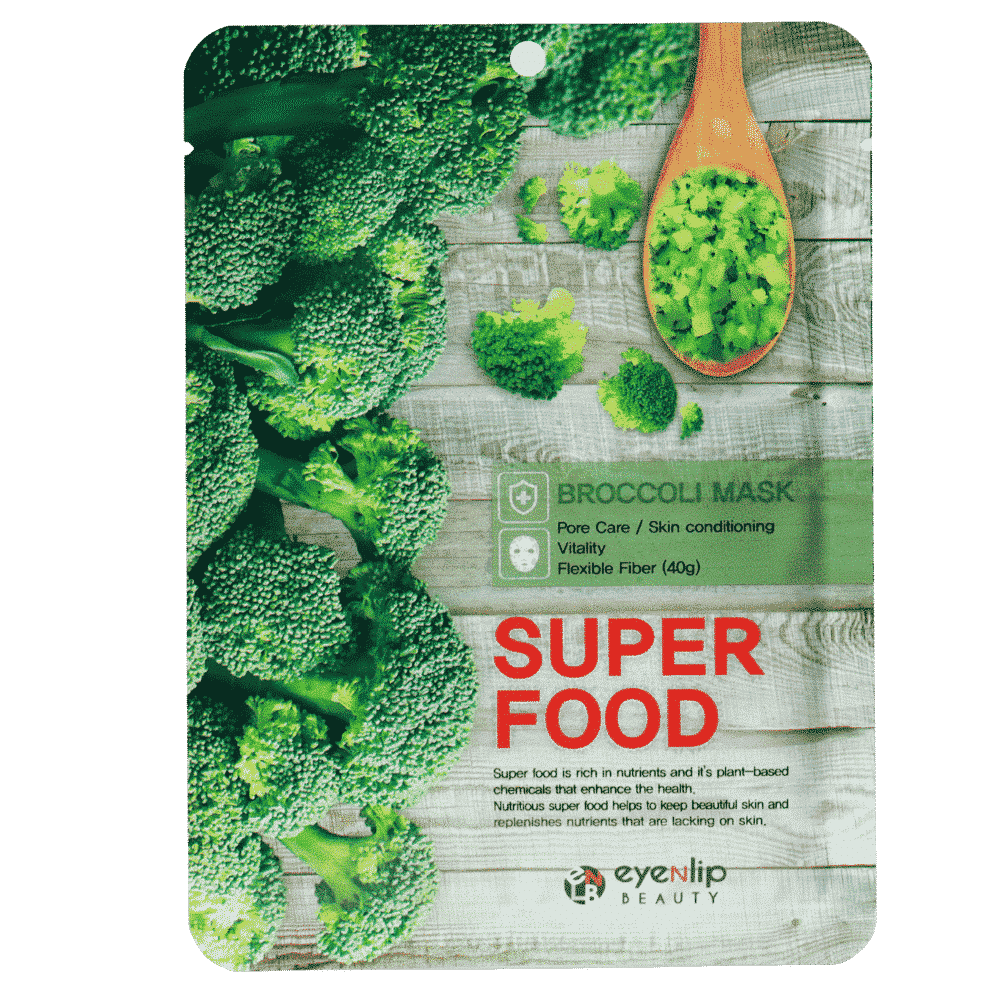 BROCCOLI MASK
Pore Care / Skin conditioning
Vitality
Flexible Fiber (40g)
SUPER
FOOD
Super food is rich in nutrients and it's plant-based
chemicals that enhance the health.
Nutritious super food helps to keep beautiful skin and
replenishes nutrients that are lacking on skin.
eyeNlip
BEAUTY